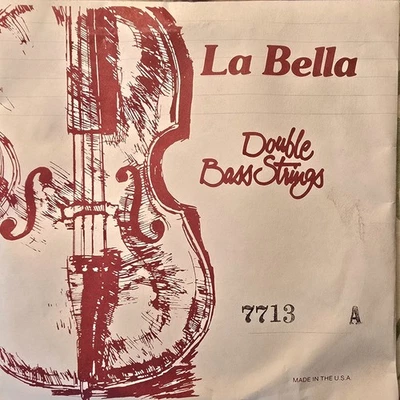 La Bella
Double
Bass Strings
7713 A
MADE IN THE U.S.A.